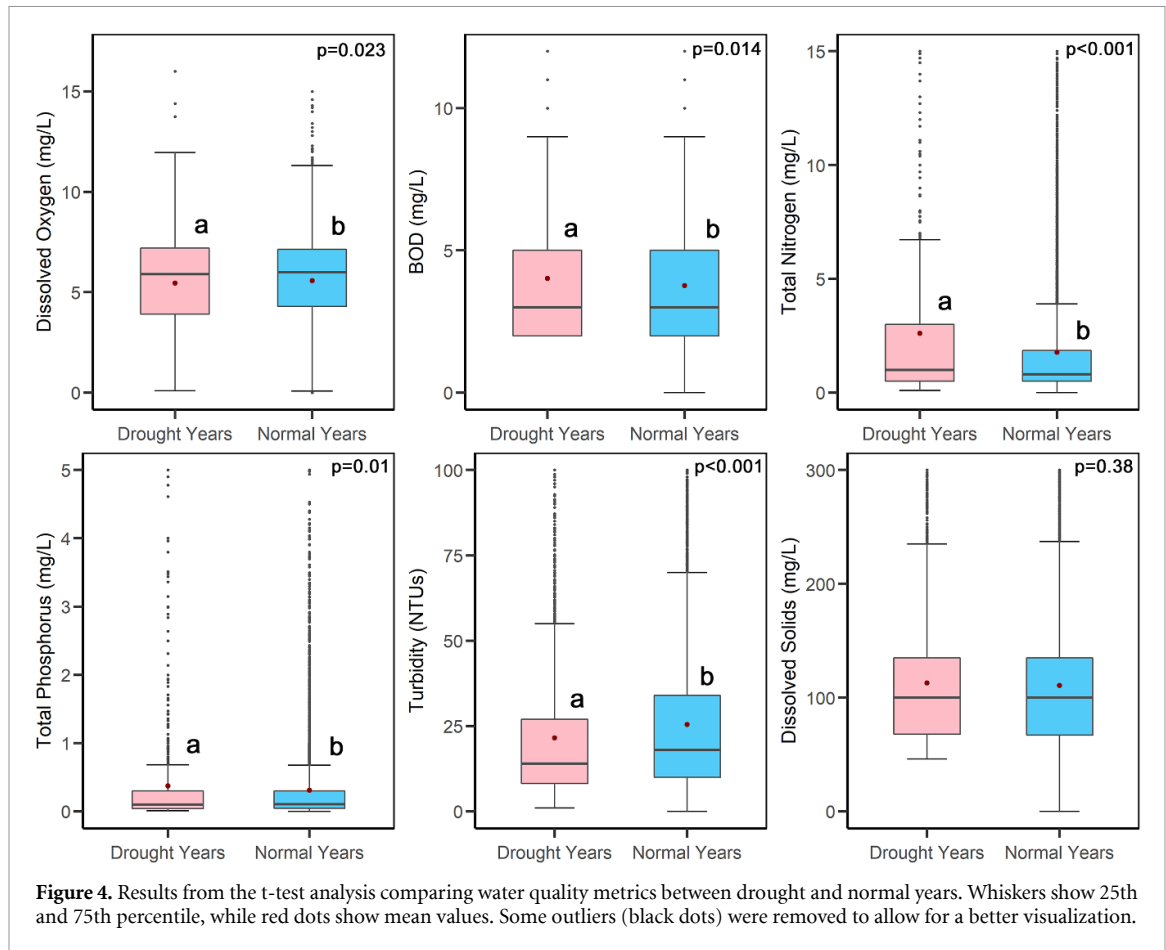 p=0.023
Dissolved Oxygen (mg/L)
15
10
5
0
a
b
Drought Years Normal Years
p=0.014
BOD (mg/L)
10
5
0
a
b
Drought Years Normal Years
p<0.001
Total Nitrogen (mg/L)
15
10
5
0
a
b
Drought Years Normal Years
p=0.01
Total Phosphorus (mg/L)
5
4
3
2
1
0
a
b
Drought Years Normal Years
p<0.001
Turbidity (NTUs)
100
75
50
25
0
a
b
Drought Years Normal Years
p=0.38
Dissolved Solids (mg/L)
300
200
100
0
Drought Years Normal Years
Figure 4. Results from the t-test analysis comparing water quality metrics between drought and normal years. Whiskers show 25th
and 75th percentile, while red dots show mean values. Some outliers (black dots) were removed to allow for a better visualization.